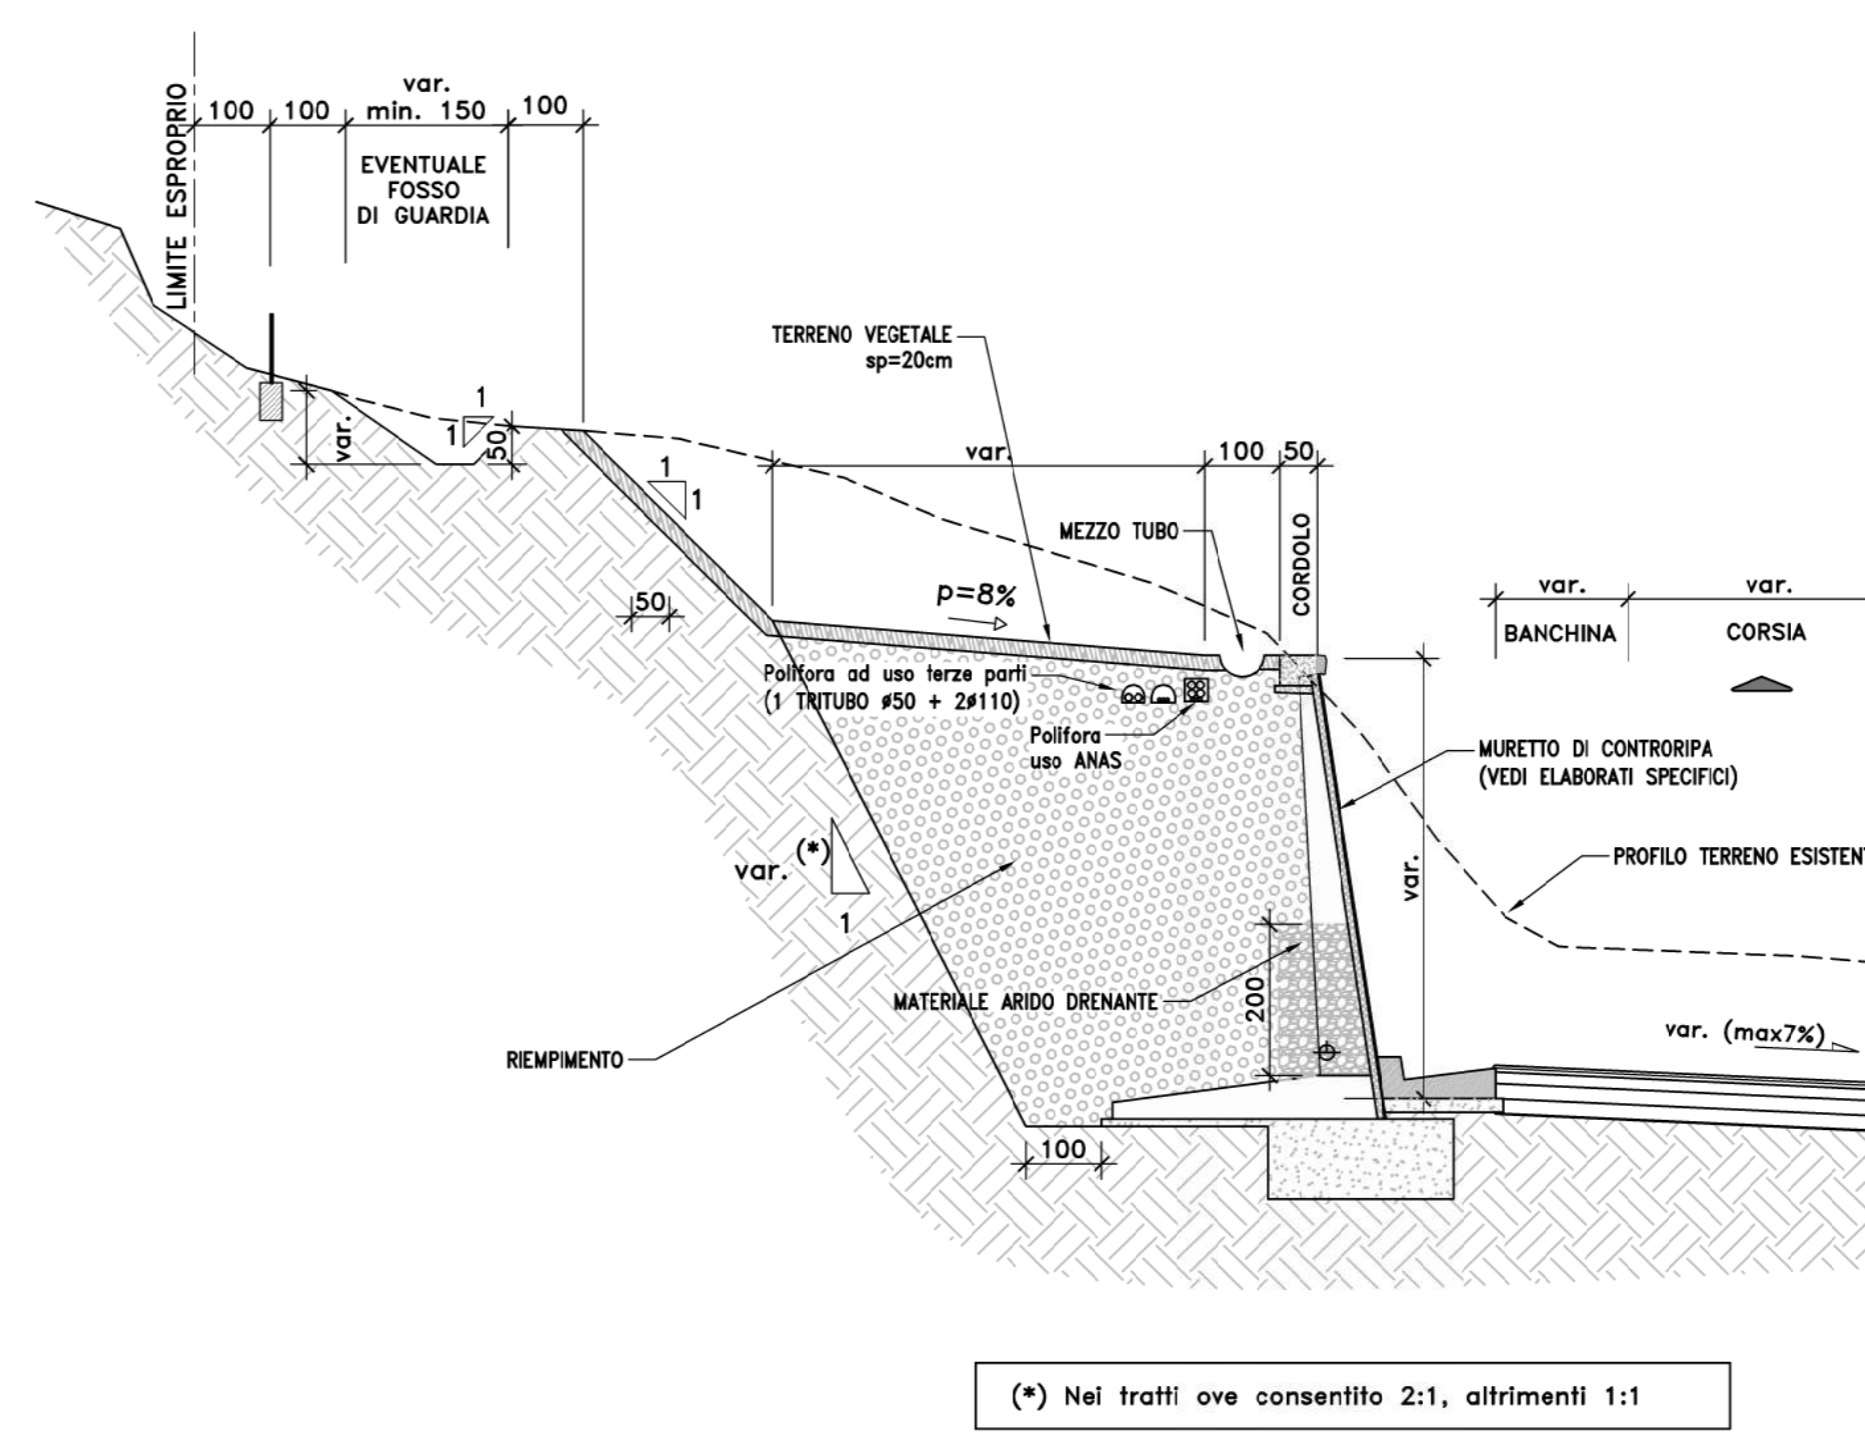 LIMITE ESPROPRIO
100
100
var.
min. 150
100
EVENTUALE
FOSSO
DI GUARDIA
TERRENO VEGETALE
sp=20cm
1
1
50
var.
1
1
var.
100
50
MEZZO TUBO
CORDOLO
p=8%
50
var.
var.
BANCHINA
CORSIA
Polifora ad uso terze parti
(1 TRITUBO ø50 + 2ø110)
Polifora
uso ANAS
MURETTO DI CONTRORIPA
(VEDI ELABORATI SPECIFICI)
var.
(*)
var.
1
PROFILO TERRENO ESISTEN
MATERIALE ARIDO DRENANTE
200
RIEMPIMENTO
var. (max7%)
100
(*) Nei tratti ove consentito 2:1, altrimenti 1:1